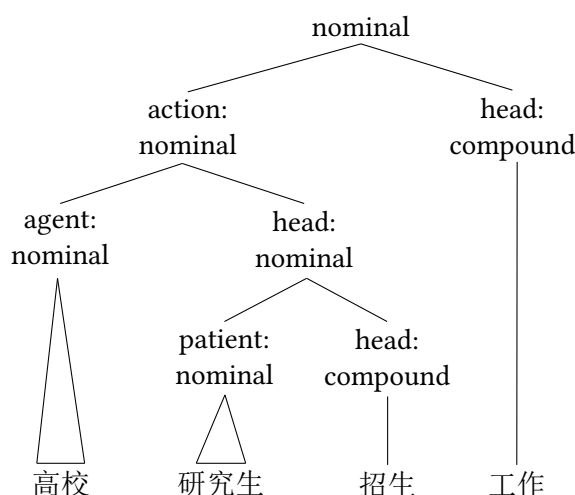 nominal
action:
nominal
head:
compound
agent:
nominal
head:
nominal
patient:
nominal
head:
compound
高校 研究生 招生 工作